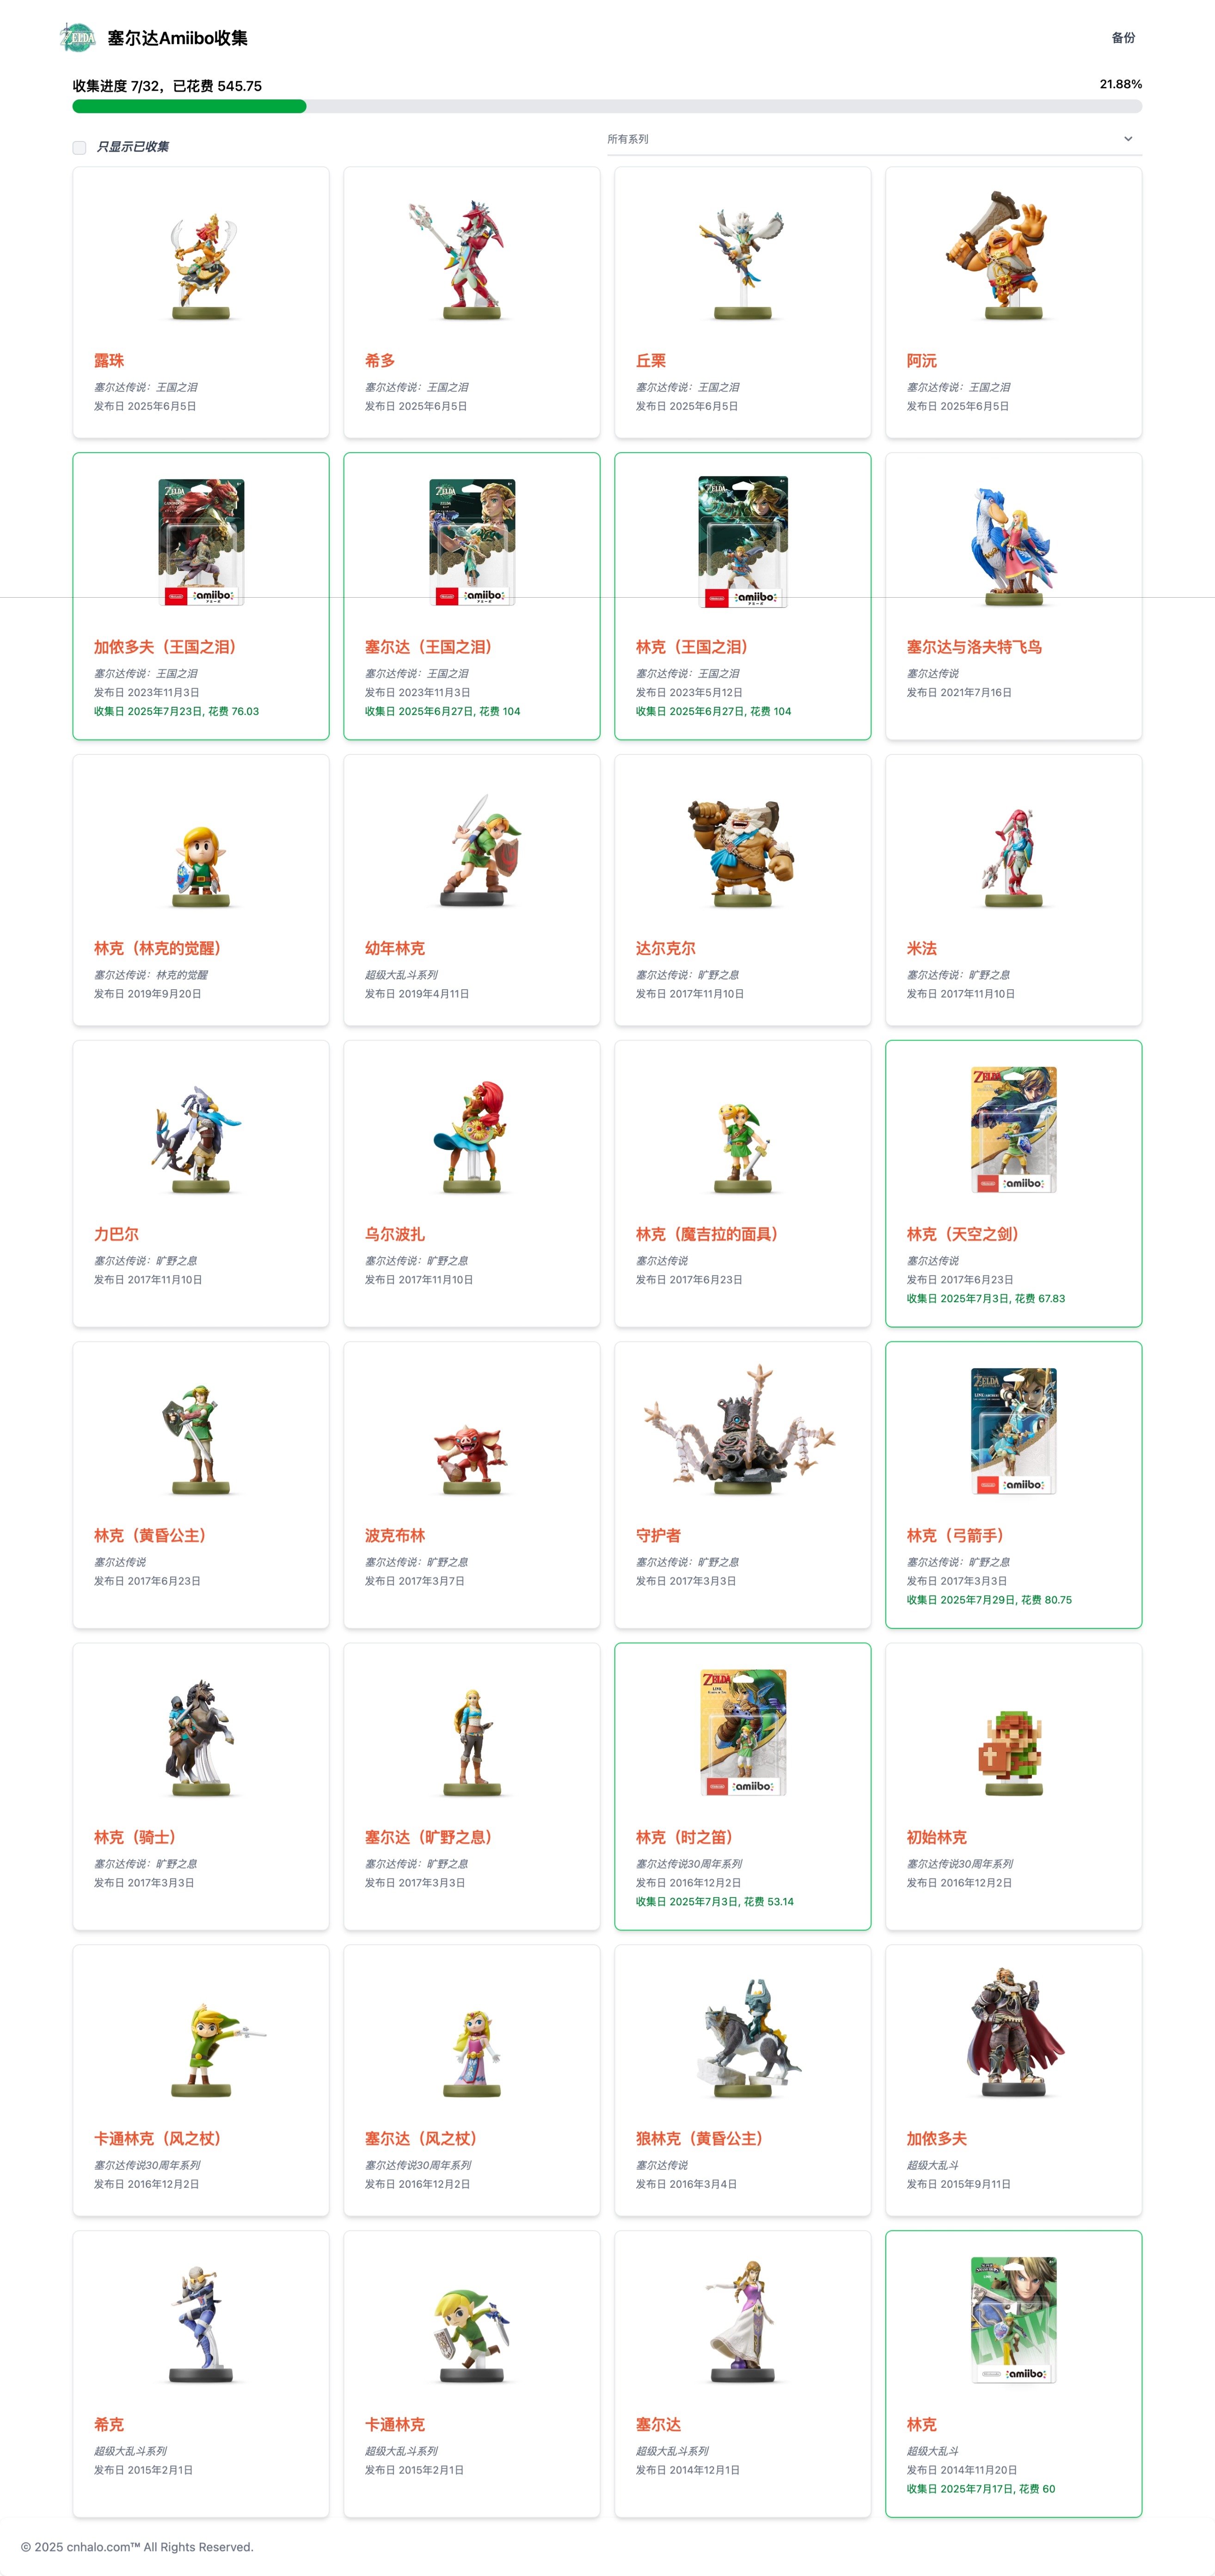 ZELDA
塞尔达Amiibo收集
备份
收集进度 7/32，已花费 545.75
21.88%
只显示已收集
所有系列
露珠
塞尔达传说：王国之泪
发布日 2025年6月5日
希多
塞尔达传说：王国之泪
发布日 2025年6月5日
丘栗
塞尔达传说：王国之泪
发布日 2025年6月5日
阿沅
塞尔达传说：王国之泪
发布日 2025年6月5日
ZELDA
amiibo
加侬多夫（王国之泪）
塞尔达传说：王国之泪
发布日 2023年11月3日
收集日 2025年7月23日, 花费 76.03
ZELDA
amiibo
塞尔达（王国之泪）
塞尔达传说：王国之泪
发布日 2023年11月3日
收集日 2025年6月27日, 花费 104
ZELDA
amiibo
林克（王国之泪）
塞尔达传说：王国之泪
发布日 2023年5月12日
收集日 2025年6月27日, 花费 104
塞尔达与洛夫特飞鸟
塞尔达传说
发布日 2021年7月16日
林克（林克的觉醒）
塞尔达传说：林克的觉醒
发布日 2019年9月20日
幼年林克
超级大乱斗系列
发布日 2019年4月11日
达尔克尔
塞尔达传说：旷野之息
发布日 2017年11月10日
米法
塞尔达传说：旷野之息
发布日 2017年11月10日
力巴尔
塞尔达传说：旷野之息
发布日 2017年11月10日
乌尔波扎
塞尔达传说：旷野之息
发布日 2017年11月10日
林克（魔吉拉的面具）
塞尔达传说
发布日 2017年6月23日
ZELDA
amiibo
林克（天空之剑）
塞尔达传说
发布日 2017年6月23日
收集日 2025年7月3日, 花费 67.83
林克（黄昏公主）
塞尔达传说
发布日 2017年6月23日
波克布林
塞尔达传说：旷野之息
发布日 2017年3月7日
守护者
塞尔达传说：旷野之息
发布日 2017年3月3日
ZELDA
amiibo
林克（弓箭手）
塞尔达传说：旷野之息
发布日 2017年3月3日
收集日 2025年7月29日, 花费 80.75
林克（骑士）
塞尔达传说：旷野之息
发布日 2017年3月3日
塞尔达（旷野之息）
塞尔达传说：旷野之息
发布日 2017年3月3日
ZELDA
amiibo
林克（时之笛）
塞尔达传说30周年系列
发布日 2016年12月2日
收集日 2025年7月3日, 花费 53.14
初始林克
塞尔达传说30周年系列
发布日 2016年12月2日
卡通林克（风之杖）
塞尔达传说30周年系列
发布日 2016年12月2日
塞尔达（风之杖）
塞尔达传说30周年系列
发布日 2016年12月2日
狼林克（黄昏公主）
塞尔达传说
发布日 2016年3月4日
加侬多夫
超级大乱斗
发布日 2015年9月11日
希克
超级大乱斗系列
发布日 2015年2月1日
卡通林克
超级大乱斗系列
发布日 2015年2月1日
塞尔达
超级大乱斗系列
发布日 2014年12月1日
amiibo
林克
超级大乱斗
发布日 2014年11月20日
收集日 2025年7月17日, 花费 60
© 2025 cnhalo.com™ All Rights Reserved.